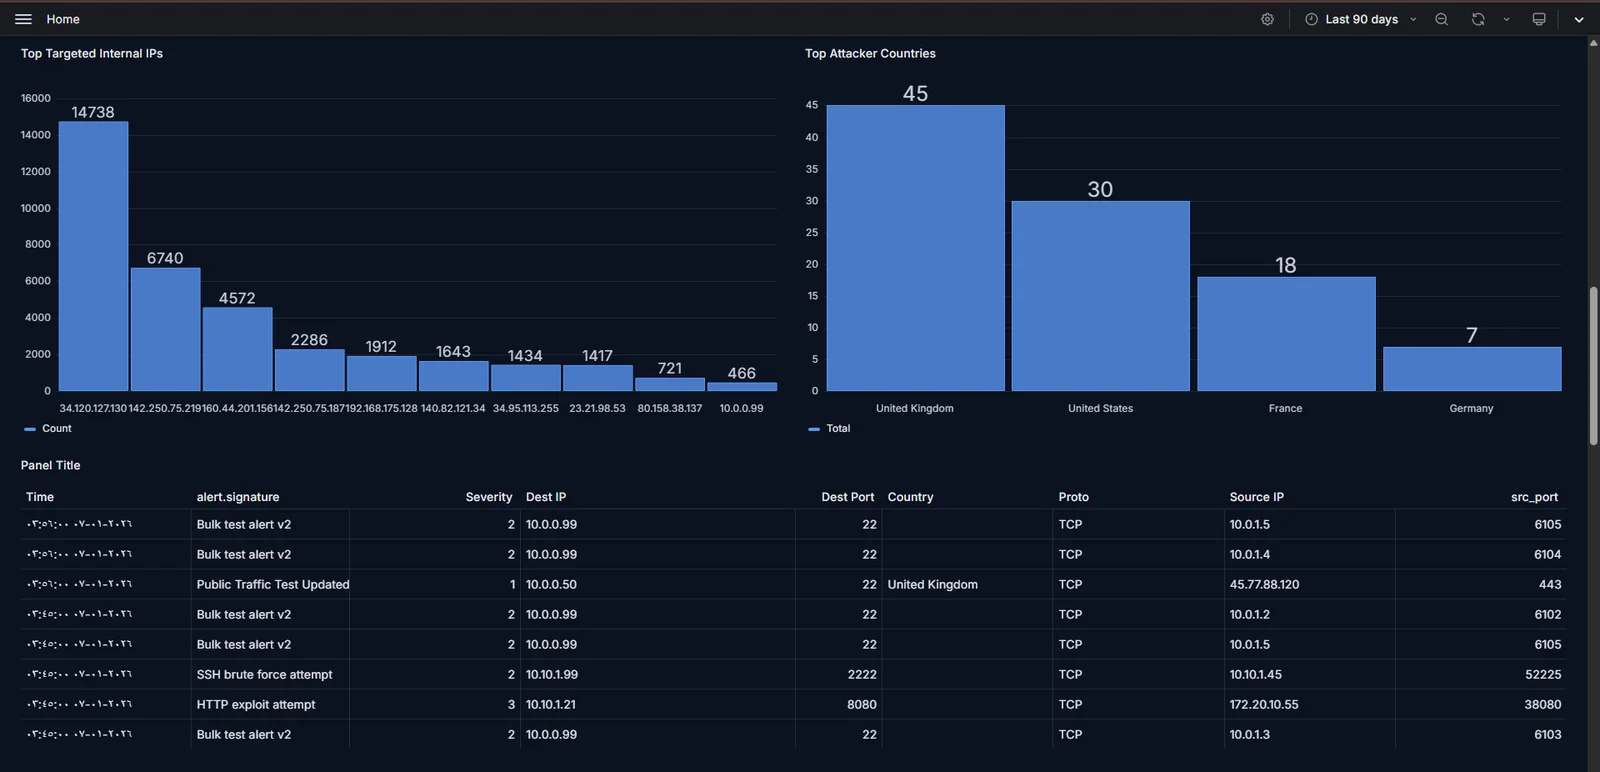 Home
Last 90 days
Top Targeted Internal IPs
16000
14000
12000
10000
8000
6000
4000
2000
0
14738
6740
4572
2286
1912
1643
1434
1417
721
466
34.120.127.130
142.250.75.219
160.44.201.156
142.250.75.187
192.168.175.128
140.82.121.34
34.95.113.255
23.21.98.53
80.158.38.137
10.0.0.99
Count
Top Attacker Countries
45
40
35
30
25
20
15
10
5
0
45
30
18
7
United Kingdom
United States
France
Germany
Total
Panel Title
Time alert.signature Severity Dest IP Dest Port Country Proto Source IP src_port
٠٣:٥٦:٠٠ ٠٧-٠١-٢٠٢٦ Bulk test alert v2 2 10.0.0.99 22 TCP 10.0.1.5 6105
٠٣:٥٦:٠٠ ٠٧-٠١-٢٠٢٦ Bulk test alert v2 2 10.0.0.99 22 TCP 10.0.1.4 6104
٠٣:٥٦:٠٠ ٠٧-٠١-٢٠٢٦ Public Traffic Test Updated 1 10.0.0.50 22 United Kingdom TCP 45.77.88.120 443
٠٣:٤٥:٠٠ ٠٧-٠١-٢٠٢٦ Bulk test alert v2 2 10.0.0.99 22 TCP 10.0.1.2 6102
٠٣:٤٥:٠٠ ٠٧-٠١-٢٠٢٦ Bulk test alert v2 2 10.0.0.99 22 TCP 10.0.1.5 6105
٠٣:٤٥:٠٠ ٠٧-٠١-٢٠٢٦ SSH brute force attempt 2 10.10.1.99 2222 TCP 10.10.1.45 52225
٠٣:٤٥:٠٠ ٠٧-٠١-٢٠٢٦ HTTP exploit attempt 3 10.10.1.21 8080 TCP 172.20.10.55 38080
٠٣:٤٥:٠٠ ٠٧-٠١-٢٠٢٦ Bulk test alert v2 2 10.0.0.99 22 TCP 10.0.1.3 6103